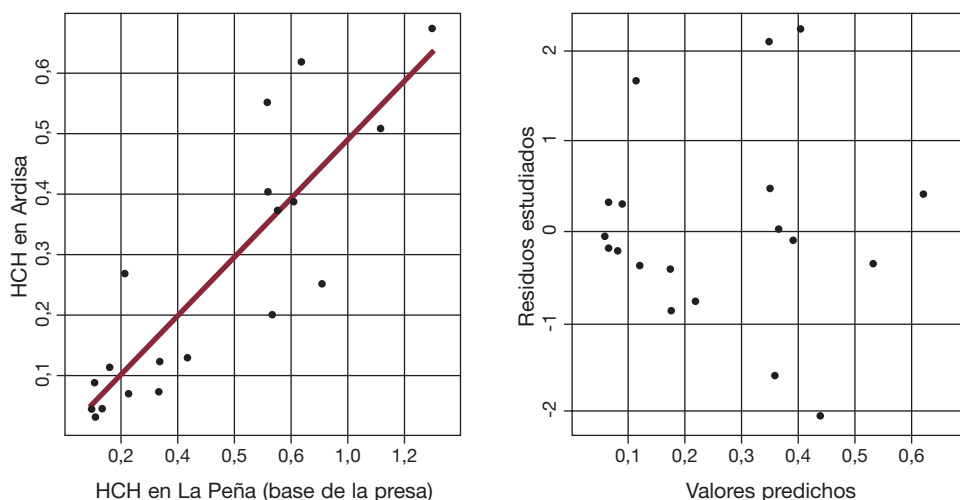 HCH en Ardisa
0,6
0,5
0,4
0,3
0,2
0,1
0,2 0,4 0,5 0,6 1,0 1,2
HCH en La Peña (base de la presa)
Residuos estudiados
2
1
0
-1
-2
0,1 0,2 0,3 0,4 0,5 0,6
Valores predichos